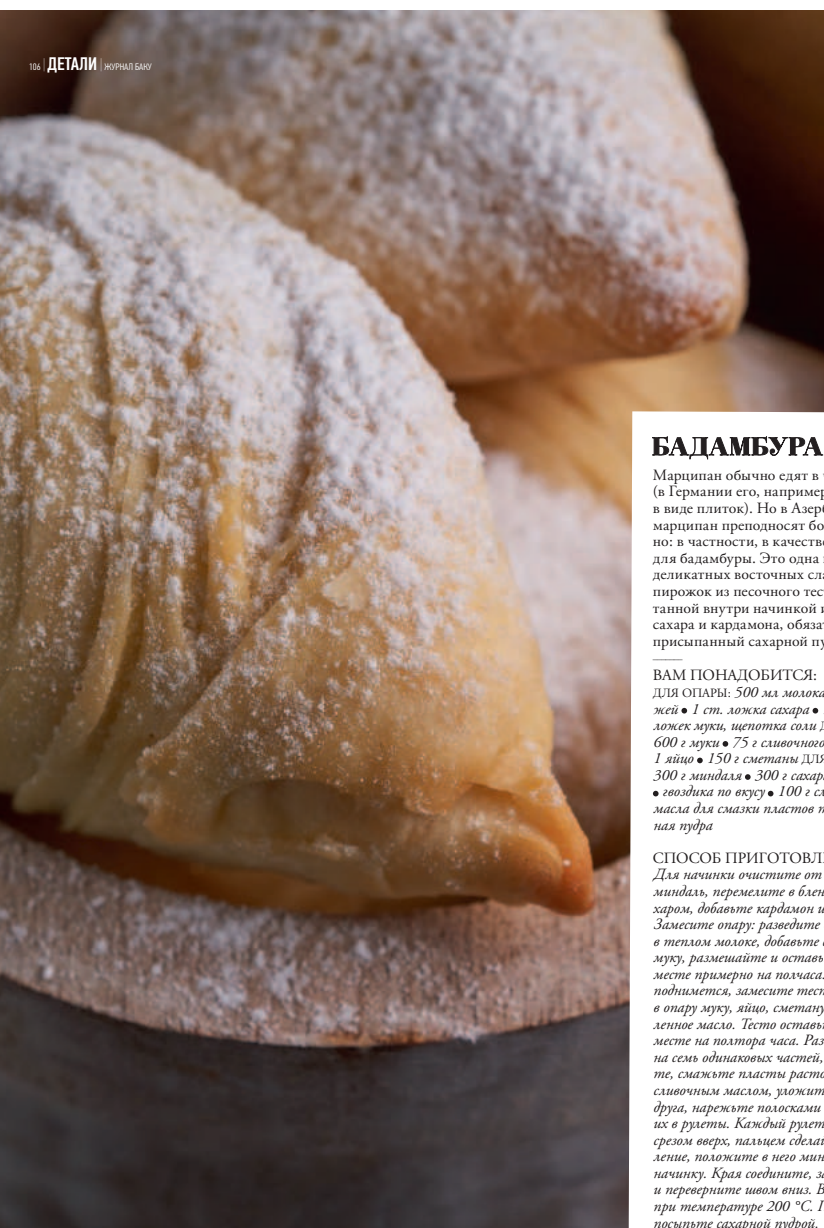 106 | ДЕТАЛИ | ЖУРНАЛ БАКУ
БАДАМБУРА
Марципан обычно едят в
(в Германии его, например
в виде плиток). Но в Азерб
марципан преподносят бо
но: в частности, в качестве
для бадамбуры. Это одна
деликатных восточных сла
пирожок из песочного тес
танной внутри начинкой и
сахара и кардамона, обяза
присыпанный сахарной пу
ВАМ ПОНАДОБИТСЯ:
ДЛЯ ОПАРЫ: 500 мл молока
жей ● 1 ст. ложка сахара ●
ложек муки, щепотка соли
600 г муки ● 75 г сливочного
1 яйцо ● 150 г сметаны ДЛЯ
300 г миндаля ● 300 г сахар
● гвоздика по вкусу ● 100 г сл
масла для смазки пластов т
ная пудра
СПОСОБ ПРИГОТОВЛЕ
Для начинки очистите от
миндаль, перемелите в блен
харом, добавьте кардамон и
Замесите опару: разведите
в теплом молоке, добавьте
муку, размешайте и оставь
месте примерно на полчаса.
поднимется, замесите тест
в опару муку, яйцо, сметану
ленное масло. Тесто оставь
месте на полтора часа. Раз
на семь одинаковых частей,
те, смажьте пласты расто
сливочным маслом, уложит
друга, нарежьте полосками
их в рулеты. Каждый рулет
срезом вверх, пальцем сделай
ление, положите в него мин
начинку. Края соедините, за
и переверните швом вниз. В
при температуре 200 °C. Г
посыпьте сахарной пудрой.